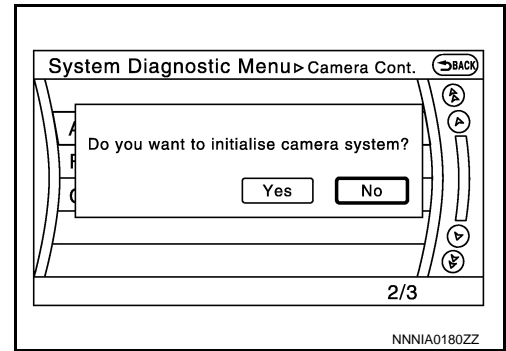 System Diagnostic Menu▷Camera Cont.
BACK
Do you want to initialise camera system?
Yes
No
2/3
NNNIA0180ZZ